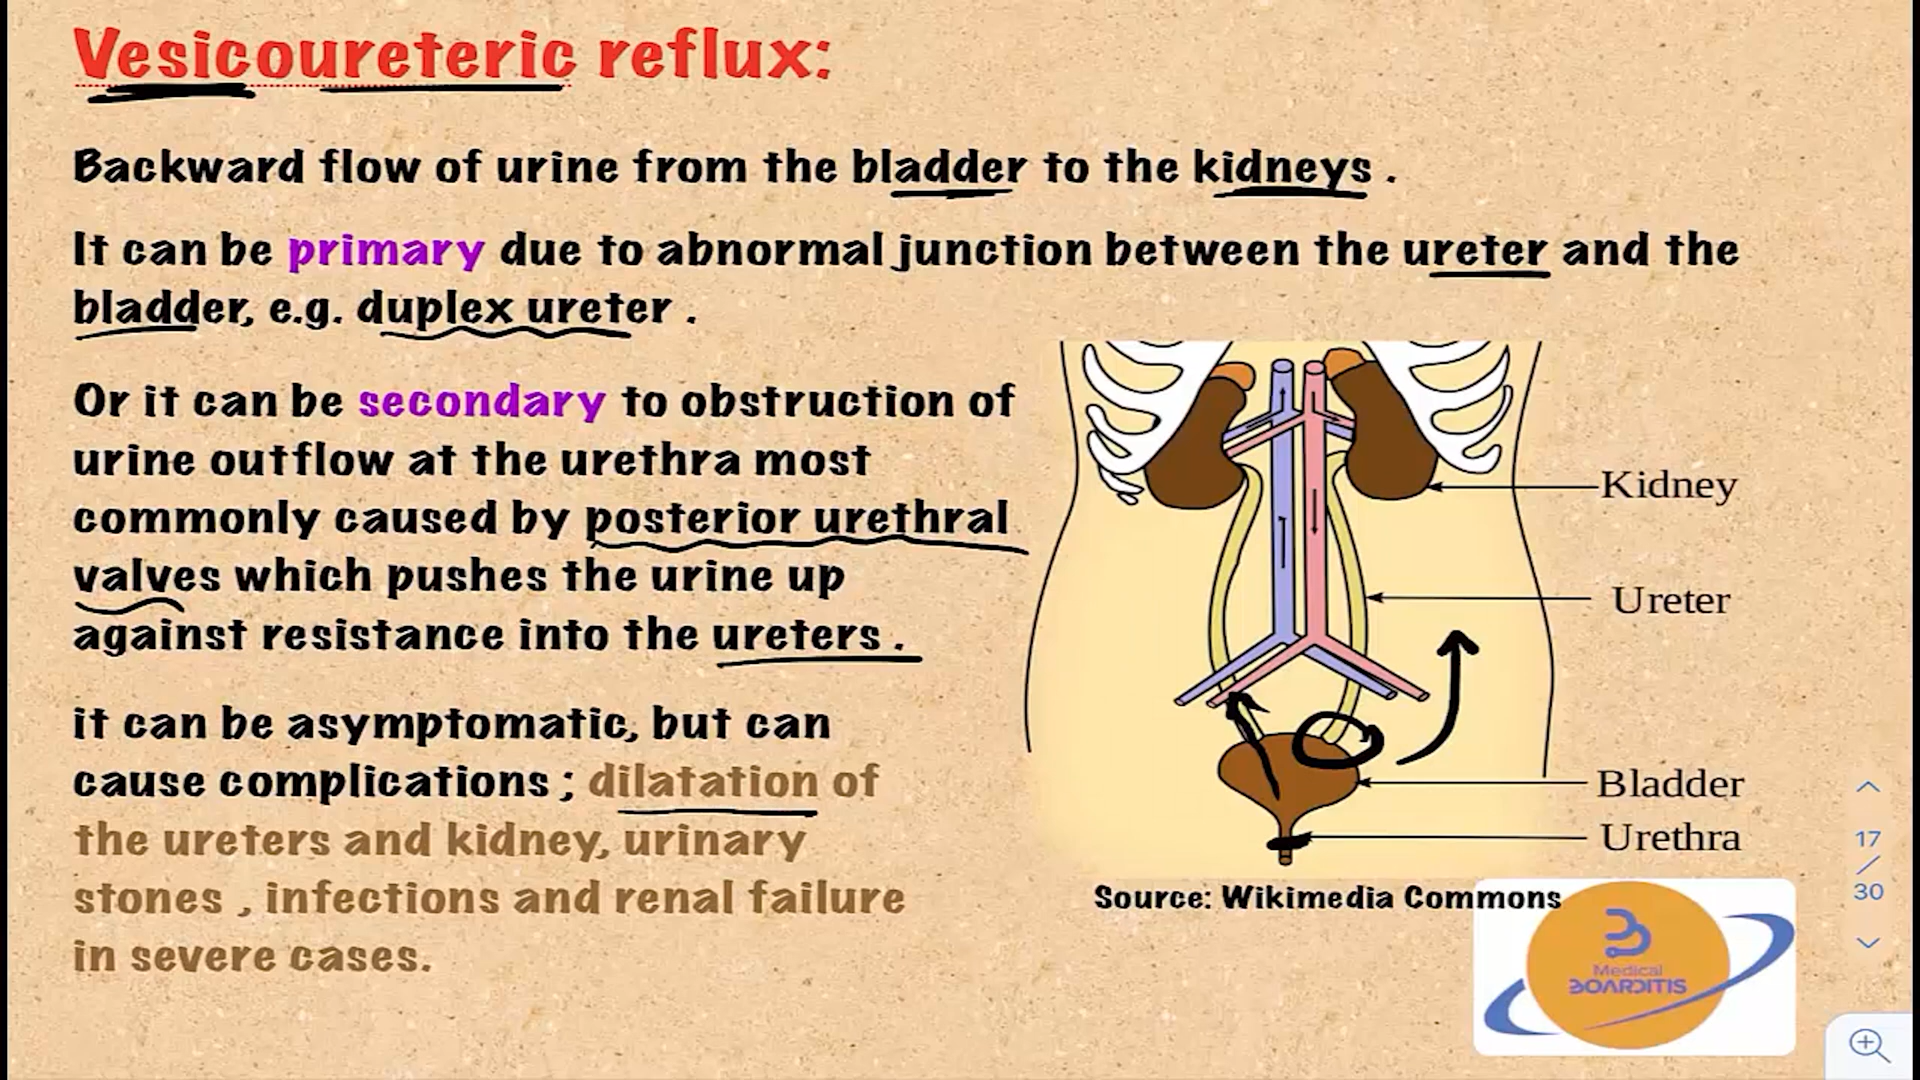 Vesicoureteric reflux:
Backward flow of urine from the bladder to the kidneys .
It can be primary due to abnormal junction between the ureter and the
bladder, e.g. duplex ureter .
Or it can be secondary to obstruction of
urine outflow at the urethra most
commonly caused by posterior urethral
valves which pushes the urine up
against resistance into the ureters .
it can be asymptomatic, but can
cause complications ; dilatation of
the ureters and kidney, urinary
stones , infections and renal failure
in severe cases.
Kidney
Ureter
Bladder
Urethra
Source: Wikimedia Commons
Medical
BOARDITIS
17
/
30